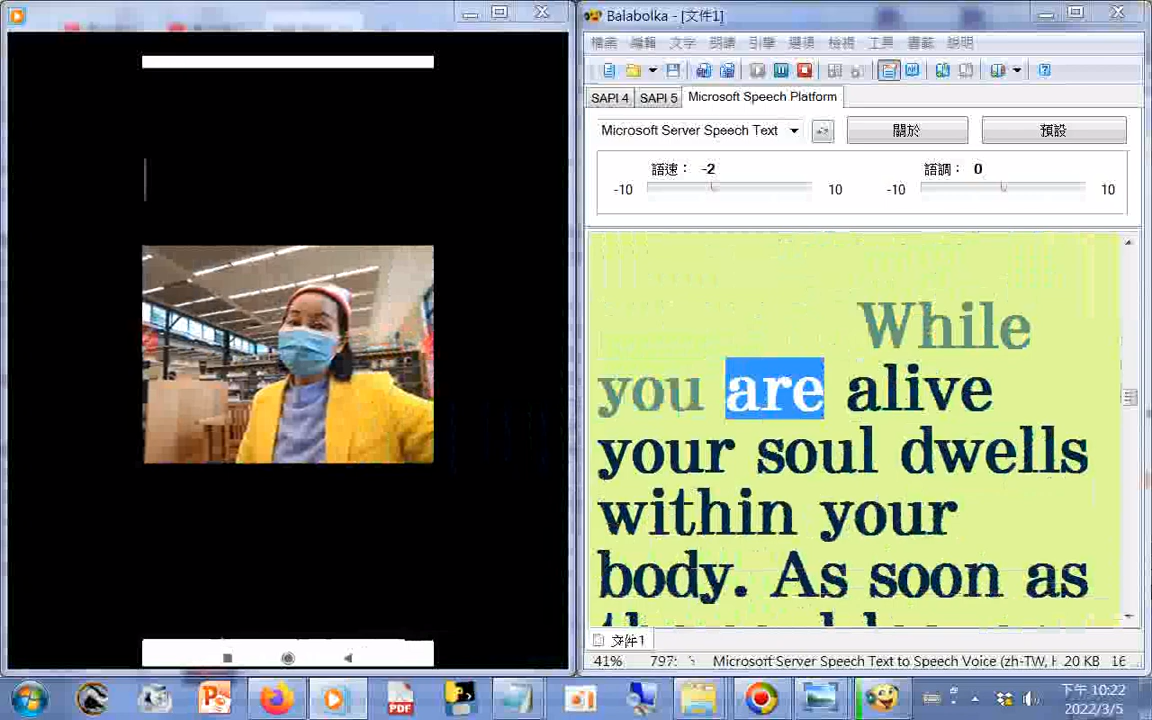 Balabolka - [文件1]
檔案 編輯 文字 朗讀 引擎 選項 檢視 工具 書籤 說明
SAPI 4 SAPI 5 Microsoft Speech Platform
Microsoft Server Speech Text 關於 預設
語速： -2 語調： 0
-10 10 -10 10
While
you are alive
your soul dwells
within your
body. As soon as
文件1
41% 797: Microsoft Server Speech Text to Speech Voice (zh-TW, H 20 KB 16
PDF
下午 10:22
2022/3/5